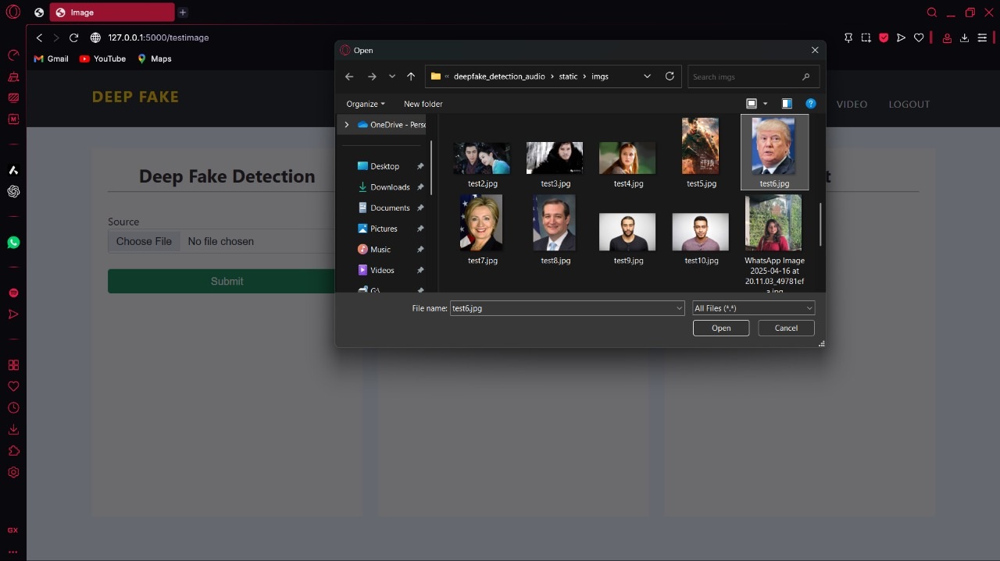 Image
127.0.0.1:5000/testimage
Gmail
YouTube
Maps
DEEP FAKE
VIDEO
LOGOUT
Deep Fake Detection
t
Source
Choose File
No file chosen
Submit
Open
« deepfake_detection_audio › static › imgs
Search imgs
Organize
New folder
OneDrive - Perso
Desktop
Downloads
Documents
Pictures
Music
Videos
G:\
test2.jpg
test3.jpg
test4.jpg
test5.jpg
test6.jpg
test7.jpg
test8.jpg
test9.jpg
test10.jpg
WhatsApp Image
2025-04-16 at
20.11.03_49781ef
a.jpg
File name:
test6.jpg
All Files (*.*)
Open
Cancel
GX